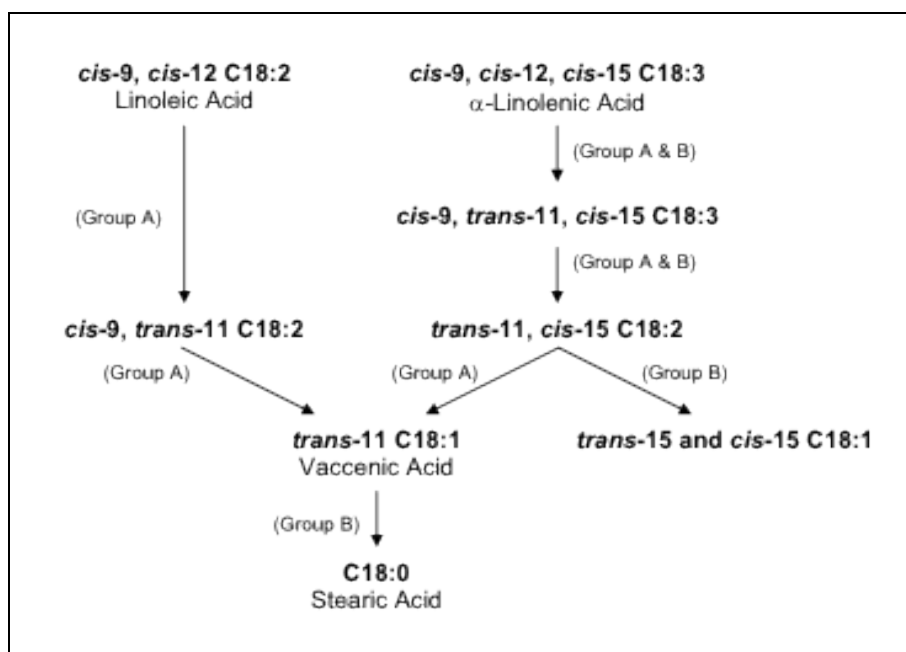 cis-9, cis-12 C18:2 cis-9, cis-12, cis-15 C18:3
Linoleic Acid α-Linolenic Acid
(Group A & B)
(Group A) cis-9, trans-11, cis-15 C18:3
(Group A & B)
cis-9, trans-11 C18:2 trans-11, cis-15 C18:2
(Group A) (Group A) (Group B)
trans-11 C18:1 trans-15 and cis-15 C18:1
Vaccenic Acid
(Group B)
C18:0
Stearic Acid